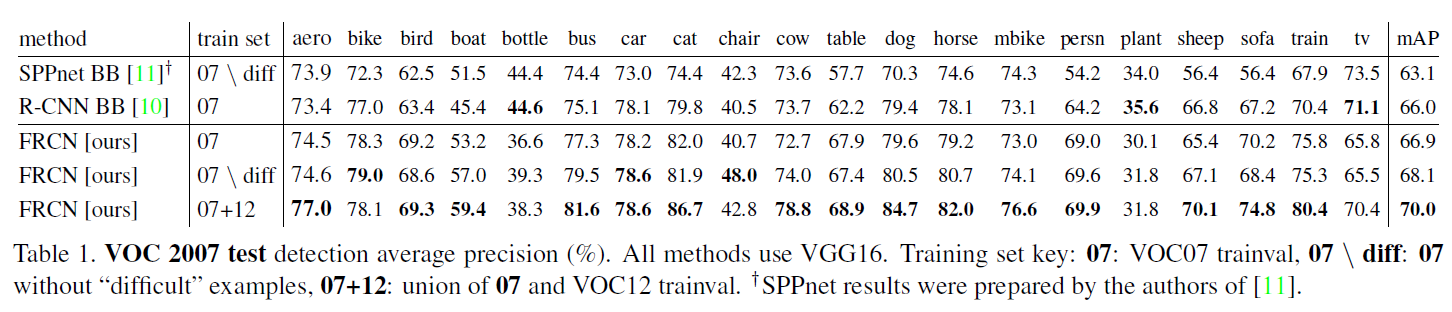 method train set aero bike bird boat bottle bus car cat chair cow table dog horse mbike persn plant sheep sofa train tv mAP
SPPnet BB [11]† 07 \ diff 73.9 72.3 62.5 51.5 44.4 74.4 73.0 74.4 42.3 73.6 57.7 70.3 74.6 74.3 54.2 34.0 56.4 56.4 67.9 73.5 63.1
R-CNN BB [10] 07 73.4 77.0 63.4 45.4 44.6 75.1 78.1 79.8 40.5 73.7 62.2 79.4 78.1 73.1 64.2 35.6 66.8 67.2 70.4 71.1 66.0
FRCN [ours] 07 74.5 78.3 69.2 53.2 36.6 77.3 78.2 82.0 40.7 72.7 67.9 79.6 79.2 73.0 69.0 30.1 65.4 70.2 75.8 65.8 66.9
FRCN [ours] 07 \ diff 74.6 79.0 68.6 57.0 39.3 79.5 78.6 81.9 48.0 74.0 67.4 80.5 80.7 74.1 69.6 31.8 67.1 68.4 75.3 65.5 68.1
FRCN [ours] 07+12 77.0 78.1 69.3 59.4 38.3 81.6 78.6 86.7 42.8 78.8 68.9 84.7 82.0 76.6 69.9 31.8 70.1 74.8 80.4 70.4 70.0
Table 1. VOC 2007 test detection average precision (%). All methods use VGG16. Training set key: 07: VOC07 trainval, 07 \ diff: 07
without “difficult” examples, 07+12: union of 07 and VOC12 trainval. †SPPnet results were prepared by the authors of [11].